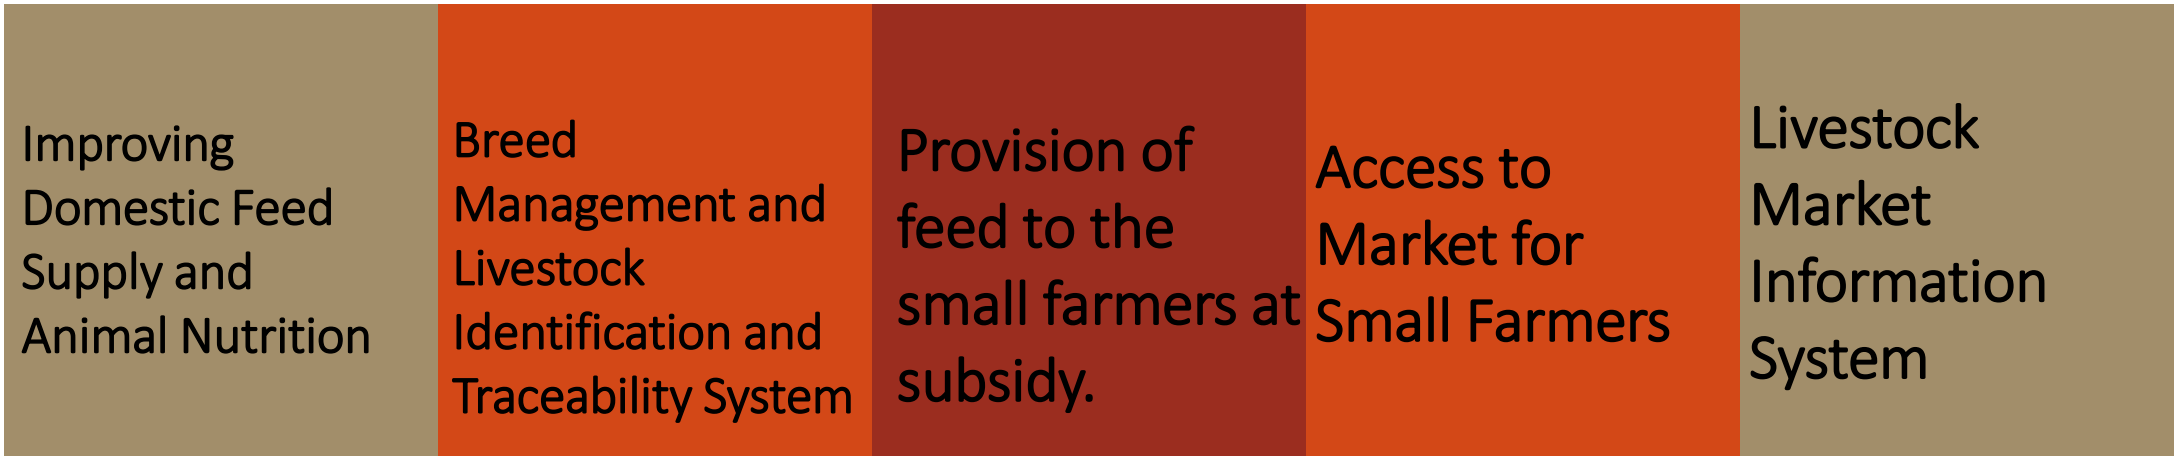 Improving
Domestic Feed
Supply and
Animal Nutrition
Breed
Management and
Livestock
Identification and
Traceability System
Provision of
feed to the
small farmers at
subsidy.
Access to
Market for
Small Farmers
Livestock
Market
Information
System